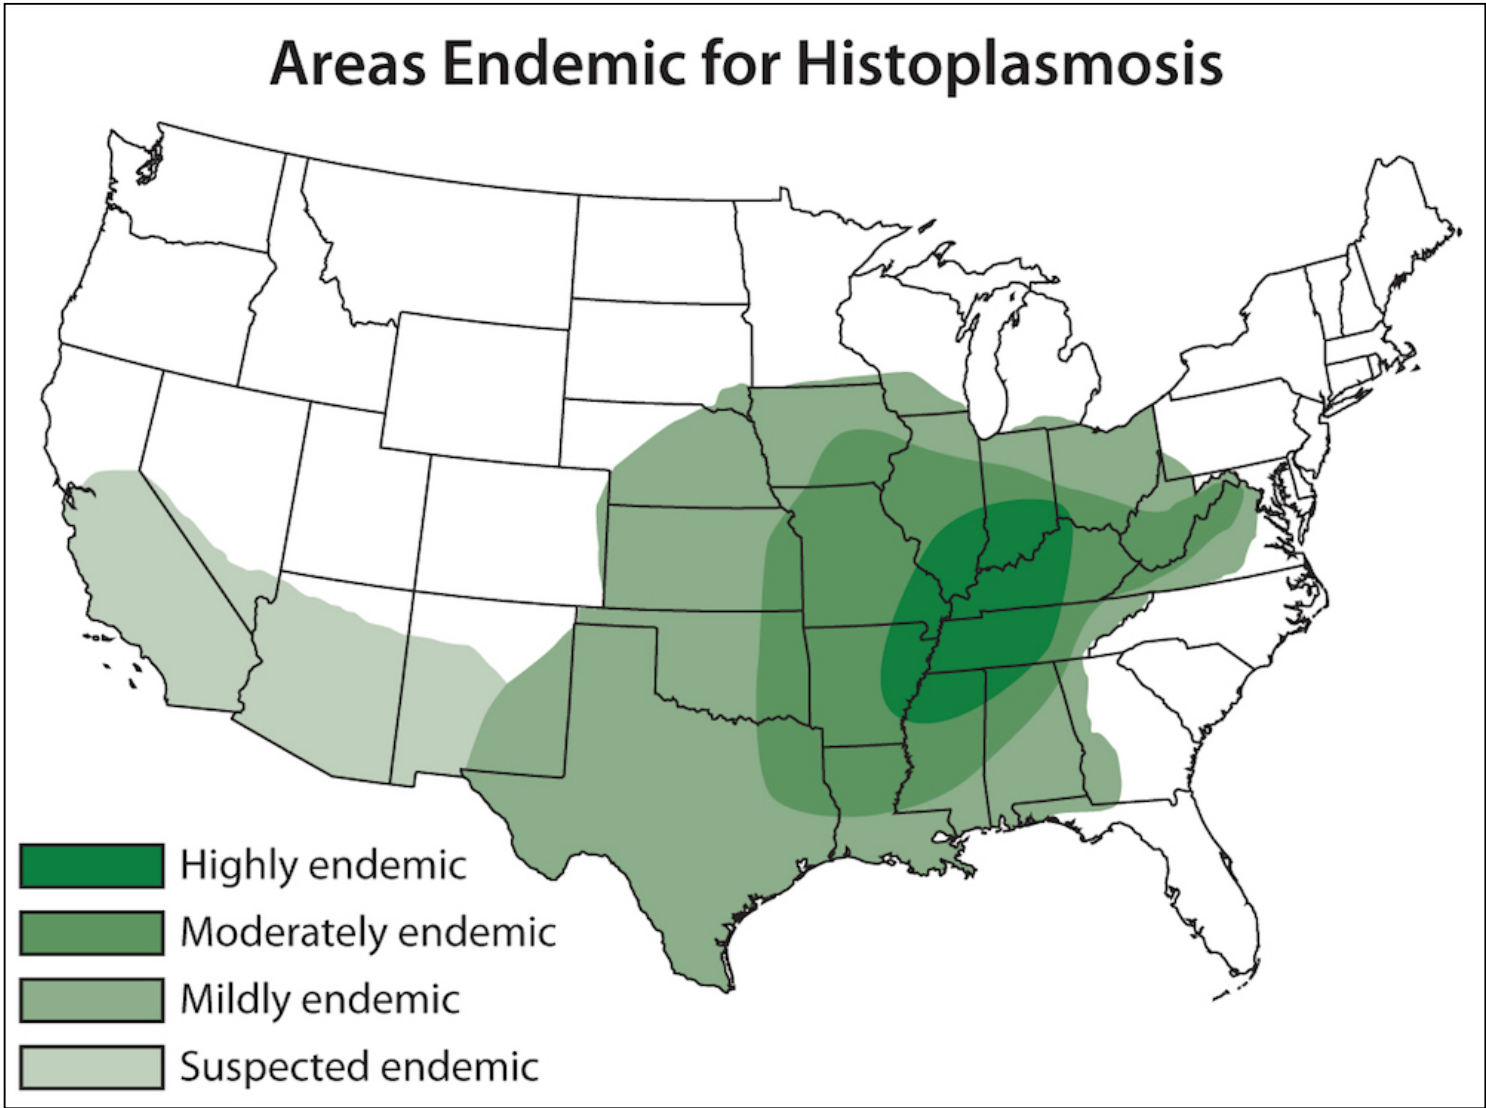 Areas Endemic for Histoplasmosis
Highly endemic
Moderately endemic
Mildly endemic
Suspected endemic